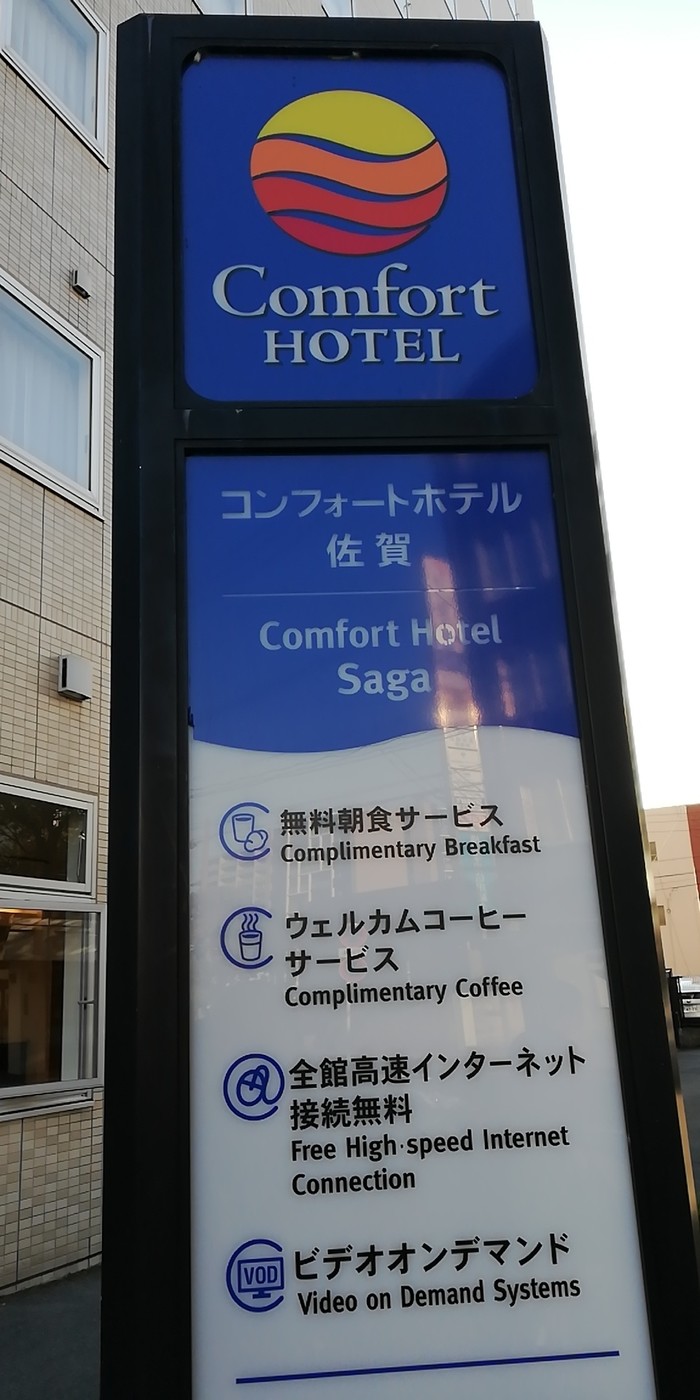 Comfort
HOTEL
コンフォートホテル
佐賀
Comfort Hotel
Saga
無料朝食サービス
Complimentary Breakfast
ウェルカムコーヒー
サービス
Complimentary Coffee
全館高速インターネット
接続無料
Free High-speed Internet
Connection
VOD
ビデオオンデマンド
Video on Demand Systems